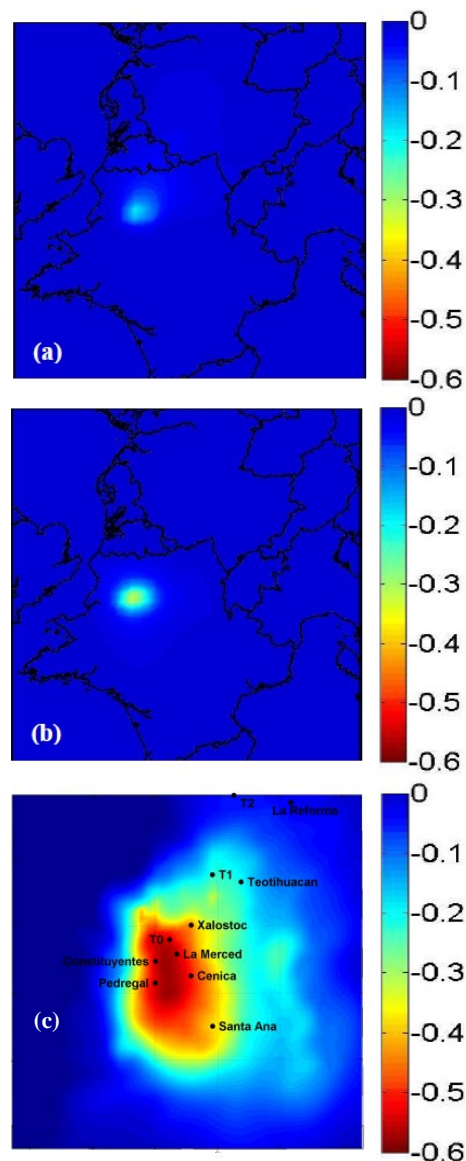 0
-0.1
-0.2
-0.3
-0.4
-0.5
-0.6
(a)
0
-0.1
-0.2
-0.3
-0.4
-0.5
-0.6
(b)
0
-0.1
-0.2
-0.3
-0.4
-0.5
-0.6
T2
La Reforma
T1
Teotihuacan
Xalostoc
T0
La Merced
Constituyentes
Cenica
Pedregal
(c)
Santa Ana